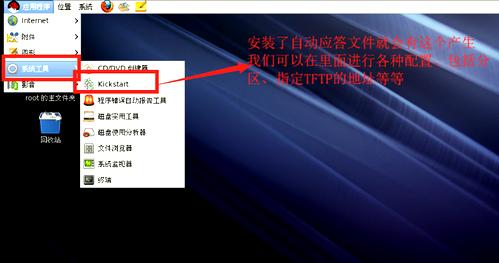 应用程序 位置 系统
Internet
附件
图形
系统工具
影音
CD/DVD 创建器
Kickstart
程序错误自动报告工具
磁盘实用工具
磁盘使用分析器
文件浏览器
系统监视器
终端
root 的主文件夹
回收站
安装了自动应答文件就会有这个产生
我们可以在里面进行各种配置、包括分
区、指定TFTP的地址等等